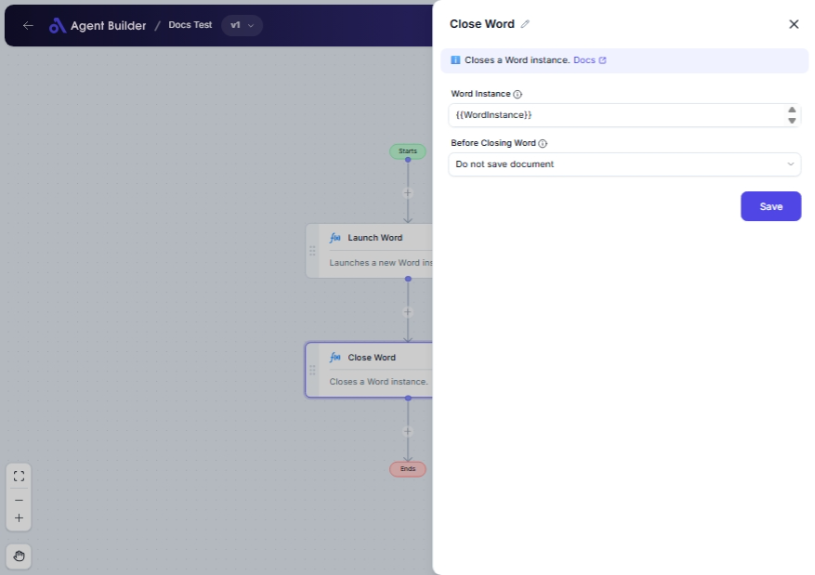 Agent Builder / Docs Test v1
Starts
Launch Word
Launches a new Word ins
Close Word
Closes a Word instance.
Ends
Close Word
Closes a Word instance. Docs
Word Instance
{{WordInstance}}
Before Closing Word
Do not save document
Save